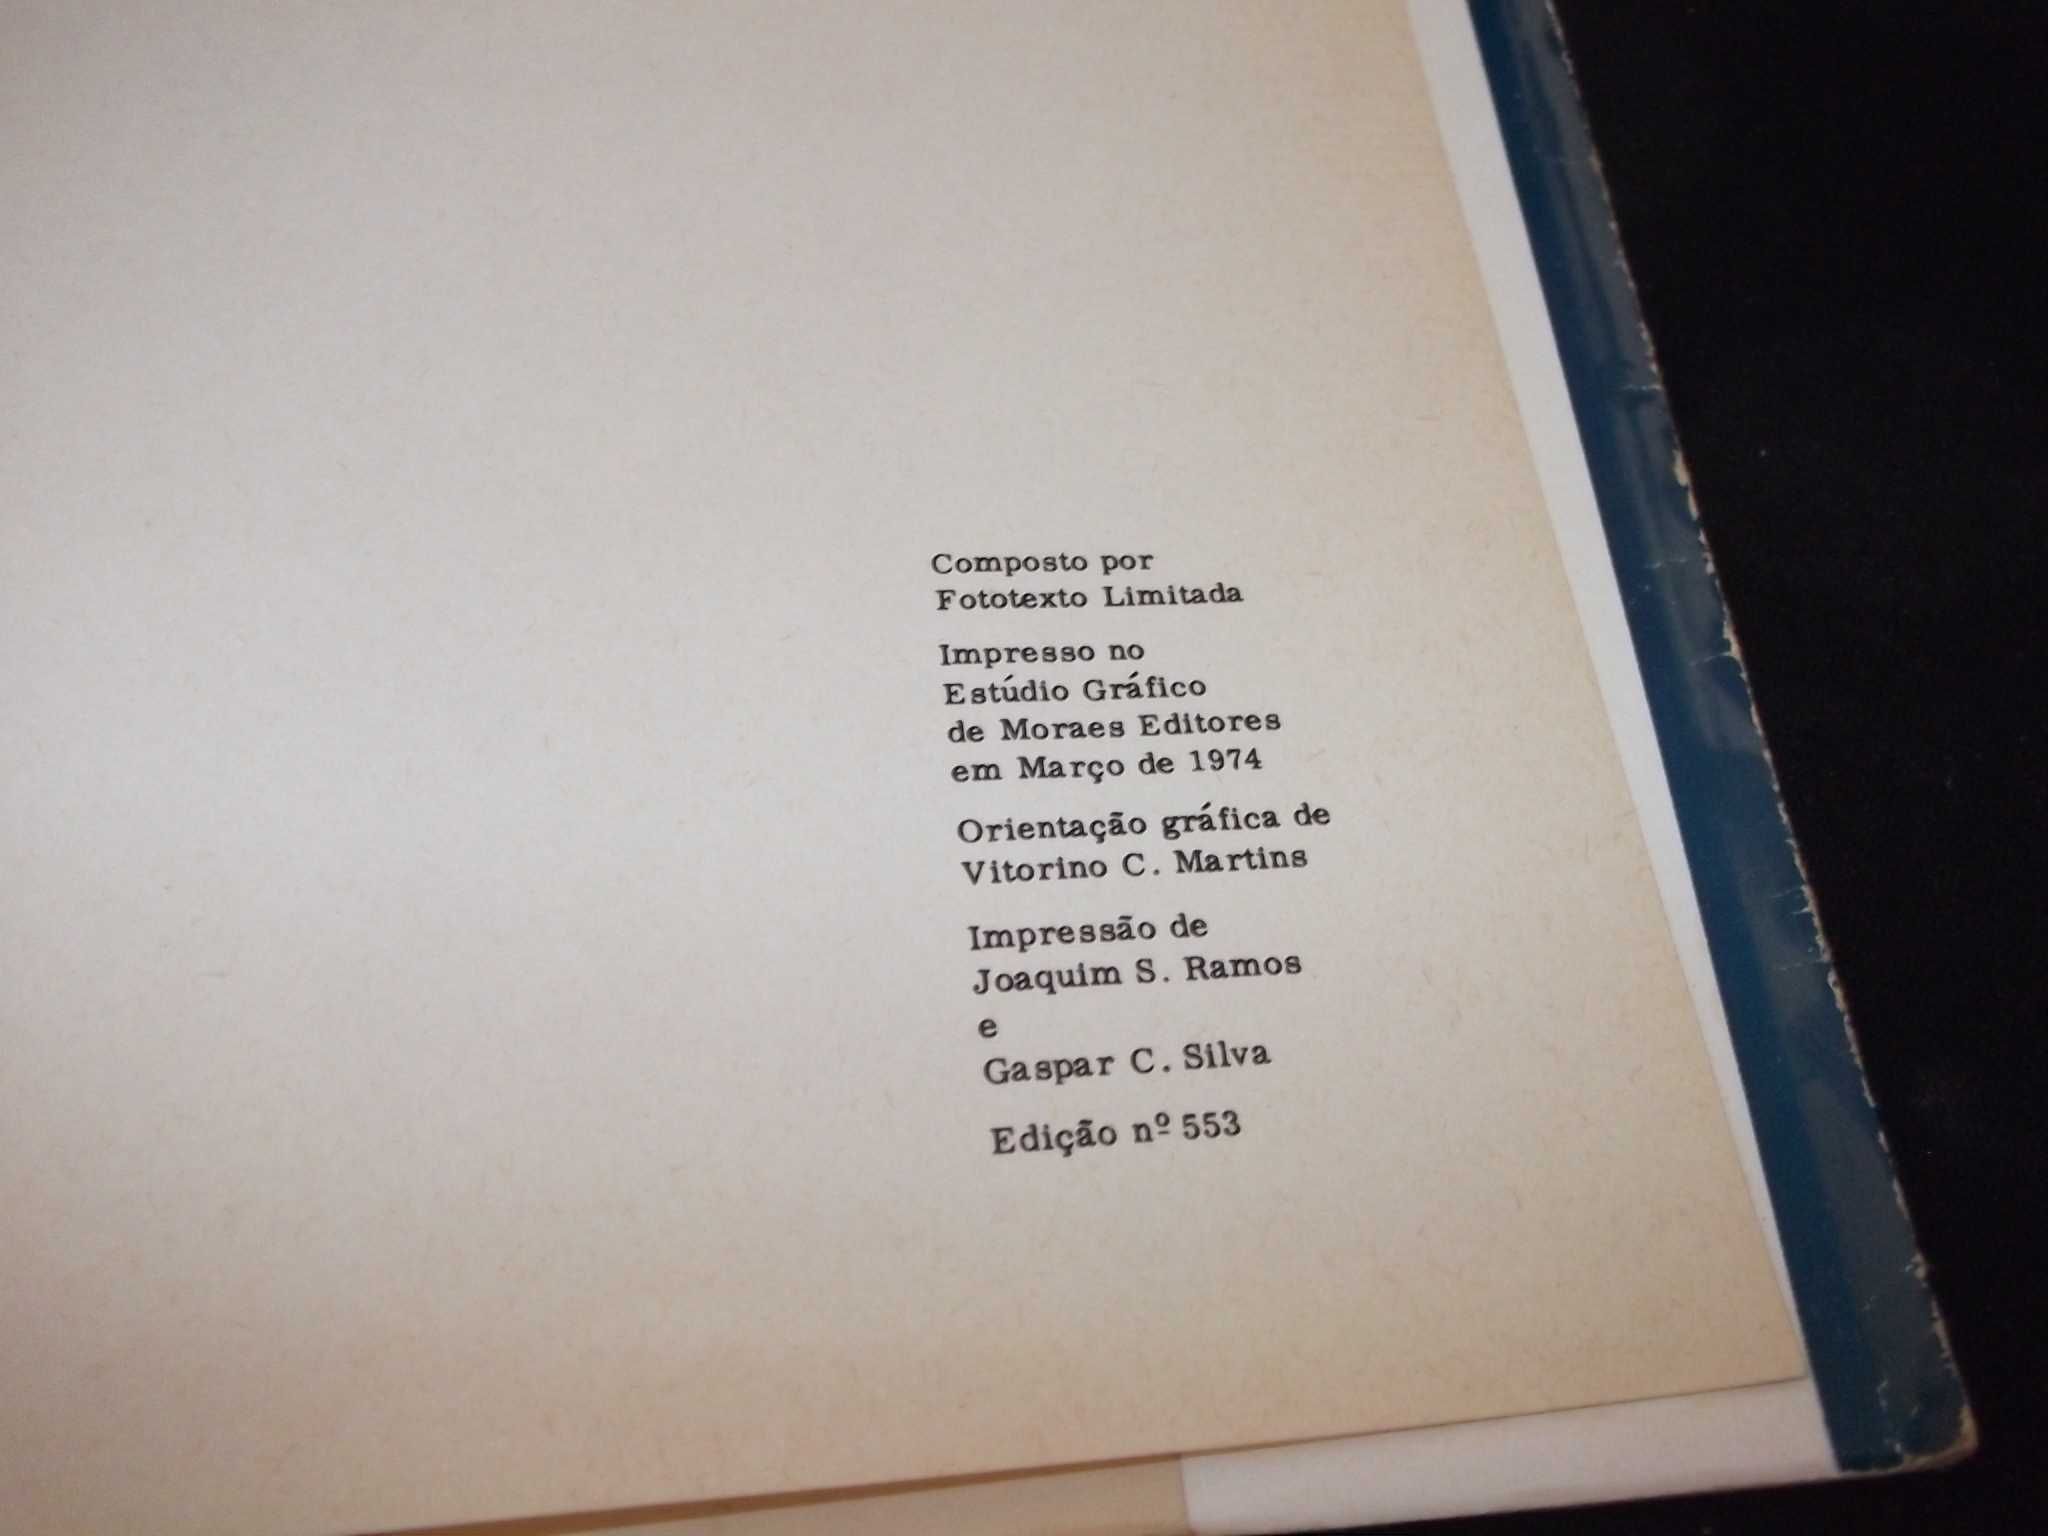 Composto por
Fototexto Limitada
Impresso no
Estúdio Gráfico
de Moraes Editores
em Março de 1974
Orientação gráfica de
Vitorino C. Martins
Impressão de
Joaquim S. Ramos
e
Gaspar C. Silva
Edição nº 553